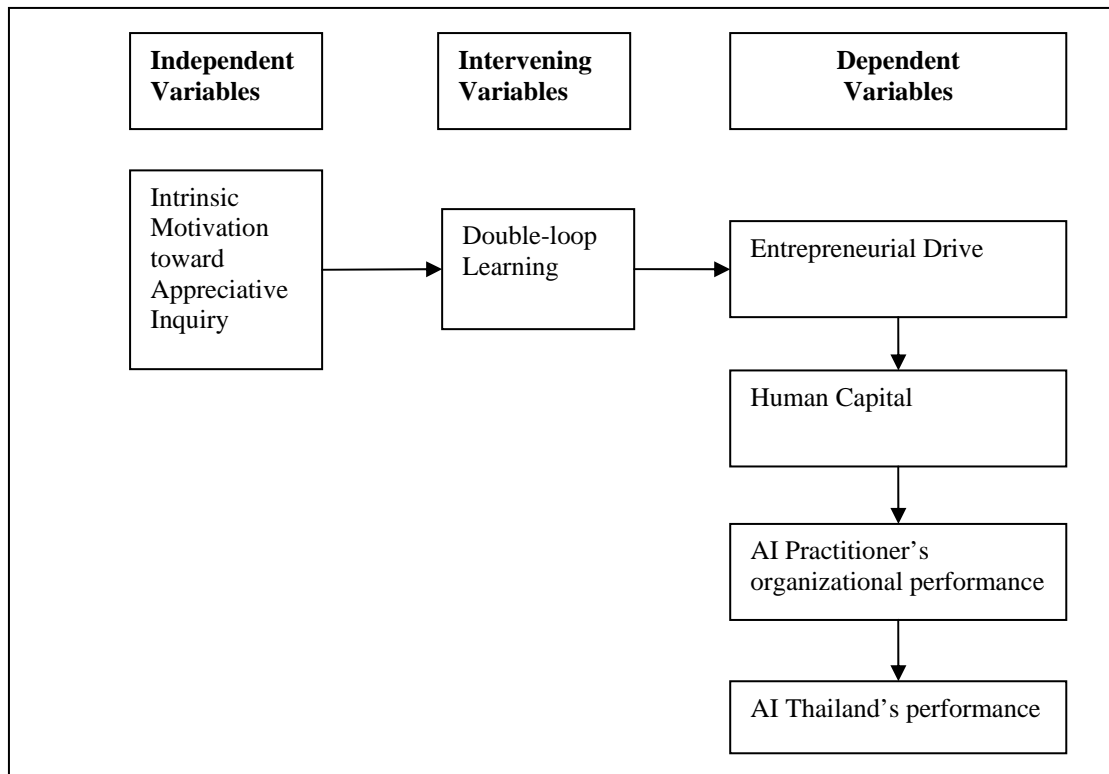 Independent
Variables
Intervening
Variables
Dependent
Variables
Intrinsic
Motivation
toward
Appreciative
Inquiry
Double-loop
Learning
Entrepreneurial Drive
Human Capital
AI Practitioner’s
organizational performance
AI Thailand’s performance